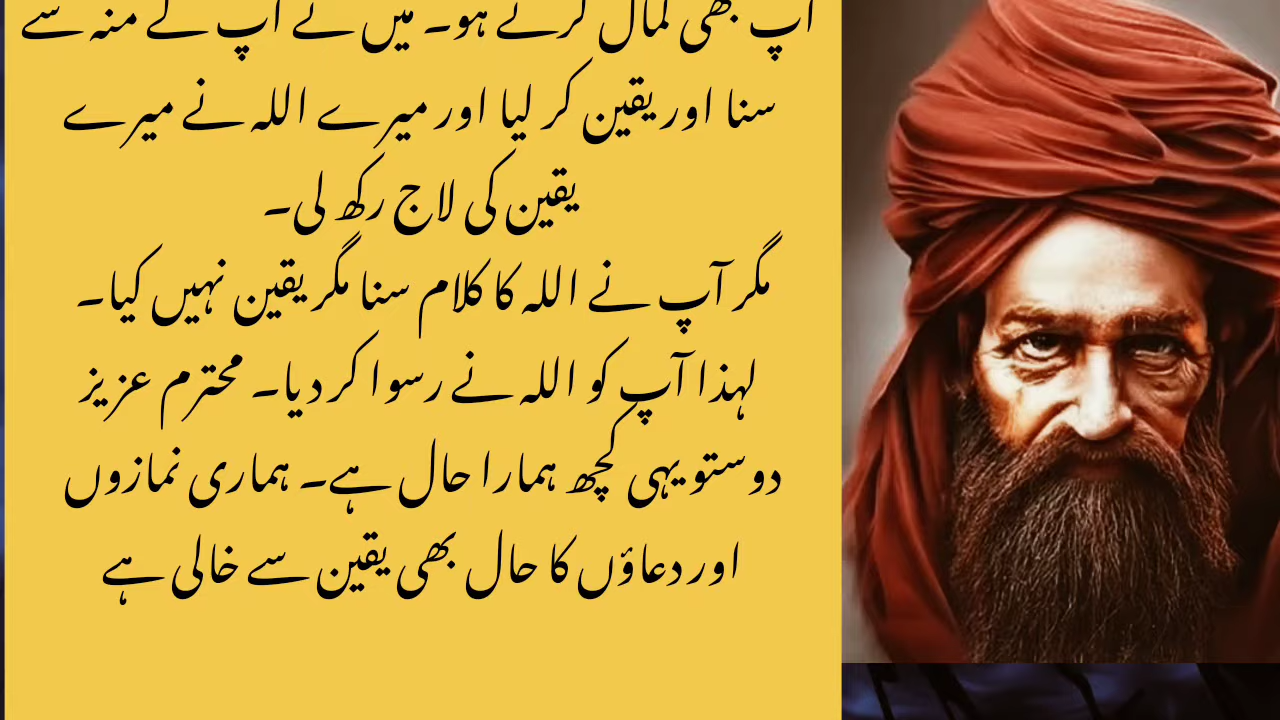 آپ بھی کمال کرتے ہو۔ میں نے آپ کے منہ سے
سنا اور یقین کر لیا اور میرے اللہ نے میرے
یقین کی لاج رکھ لی۔
مگر آپ نے اللہ کا کلام سنا مگر یقین نہیں کیا۔
لہذا آپ کو اللہ نے رسوا کر دیا۔ محترم عزیز
دوستو یہی کچھ ہمارا حال ہے۔ ہماری نمازوں
اور دعاؤں کا حال بھی یقین سے خالی ہے